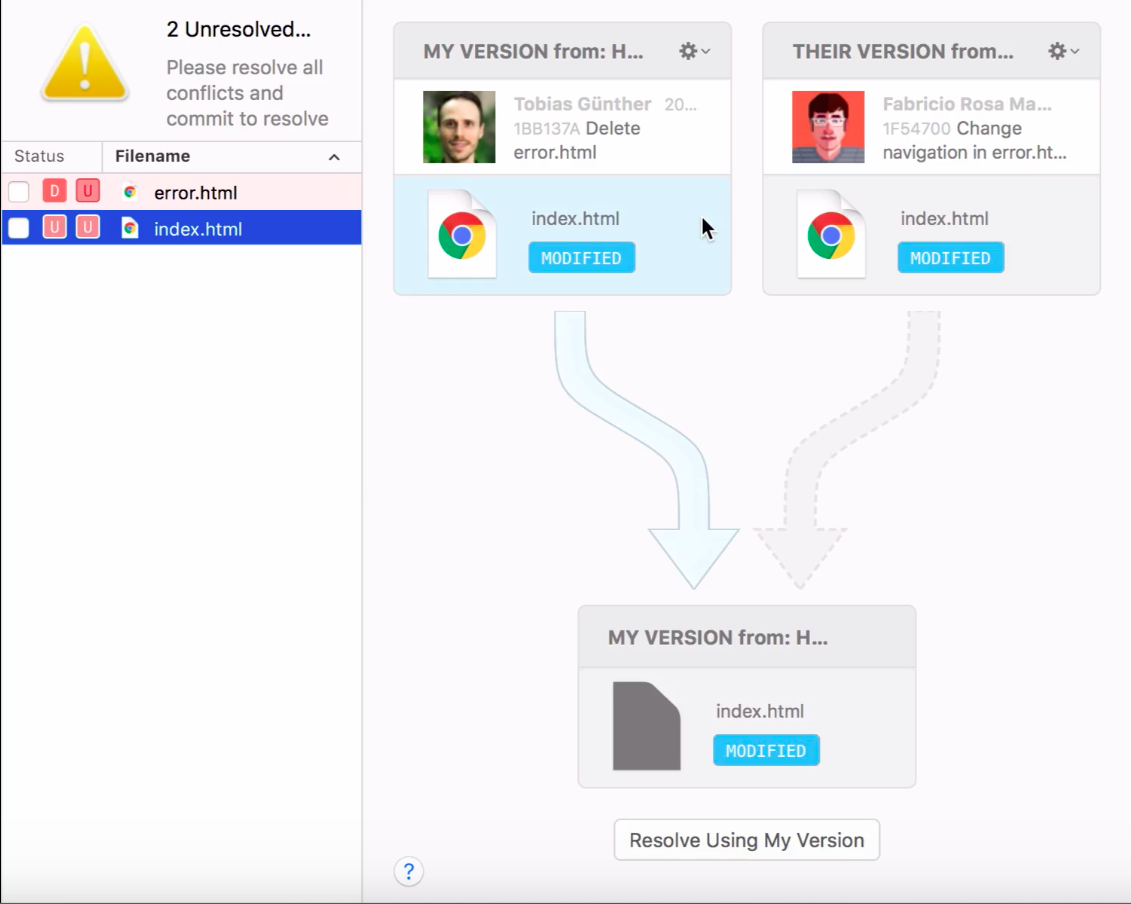 2 Unresolved...
Please resolve all
conflicts and
commit to resolve
Status
Filename
D U error.html
U U index.html
MY VERSION from: H...
Tobias Günther 20...
1BB137A Delete
error.html
index.html
MODIFIED
THEIR VERSION from...
Fabricio Rosa Ma...
1F54700 Change
navigation in error.ht...
index.html
MODIFIED
MY VERSION from: H...
index.html
MODIFIED
Resolve Using My Version
?